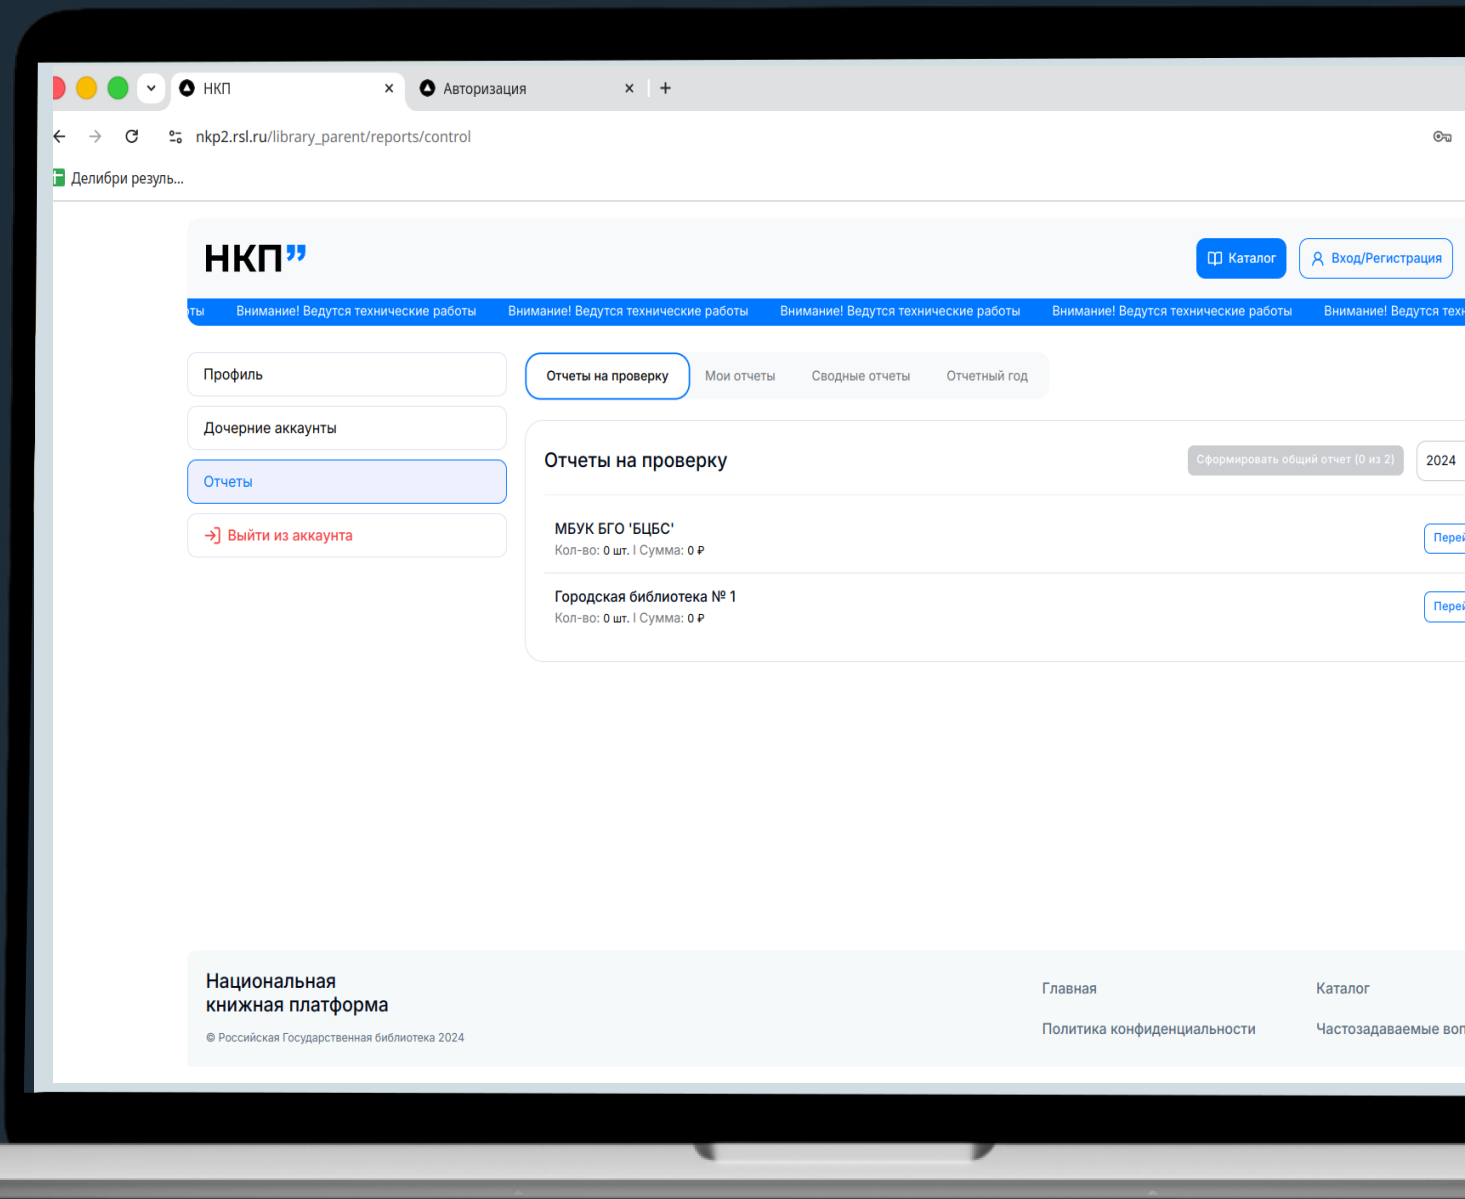 НКП
Авторизация
nkp2.rsl.ru/library_parent/reports/control
Делибри резуль...
НКП”
Каталог
Вход/Регистрация
Внимание! Ведутся технические работы Внимание! Ведутся технические работы Внимание! Ведутся технические работы Внимание! Ведутся технические работы Внимание! Ведутся
Профиль
Дочерние аккаунты
Отчеты
Выйти из аккаунта
Отчеты на проверку Мои отчеты Сводные отчеты Отчетный год
Отчеты на проверку
Сформировать общий отчет (0 из 2)
2024
МБУК БГО 'БЦБС'
Кол-во: 0 шт. I Сумма: 0 ₽
Городская библиотека № 1
Кол-во: 0 шт. I Сумма: 0 ₽
Национальная
книжная платформа
© Российская Государственная библиотека 2024
Главная
Каталог
Политика конфиденциальности
Частозадаваемые